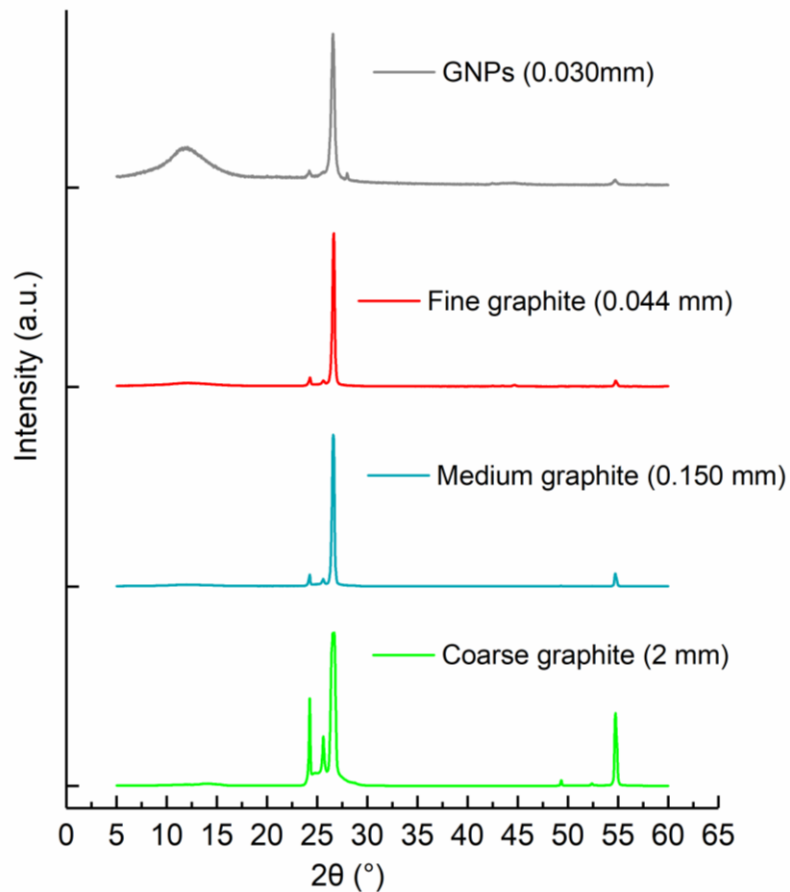 GNPs (0.030mm)
Fine graphite (0.044 mm)
Medium graphite (0.150 mm)
Coarse graphite (2 mm)
Intensity (a.u.)
0 5 10 15 20 25 30 35 40 45 50 55 60 65
2θ (°)